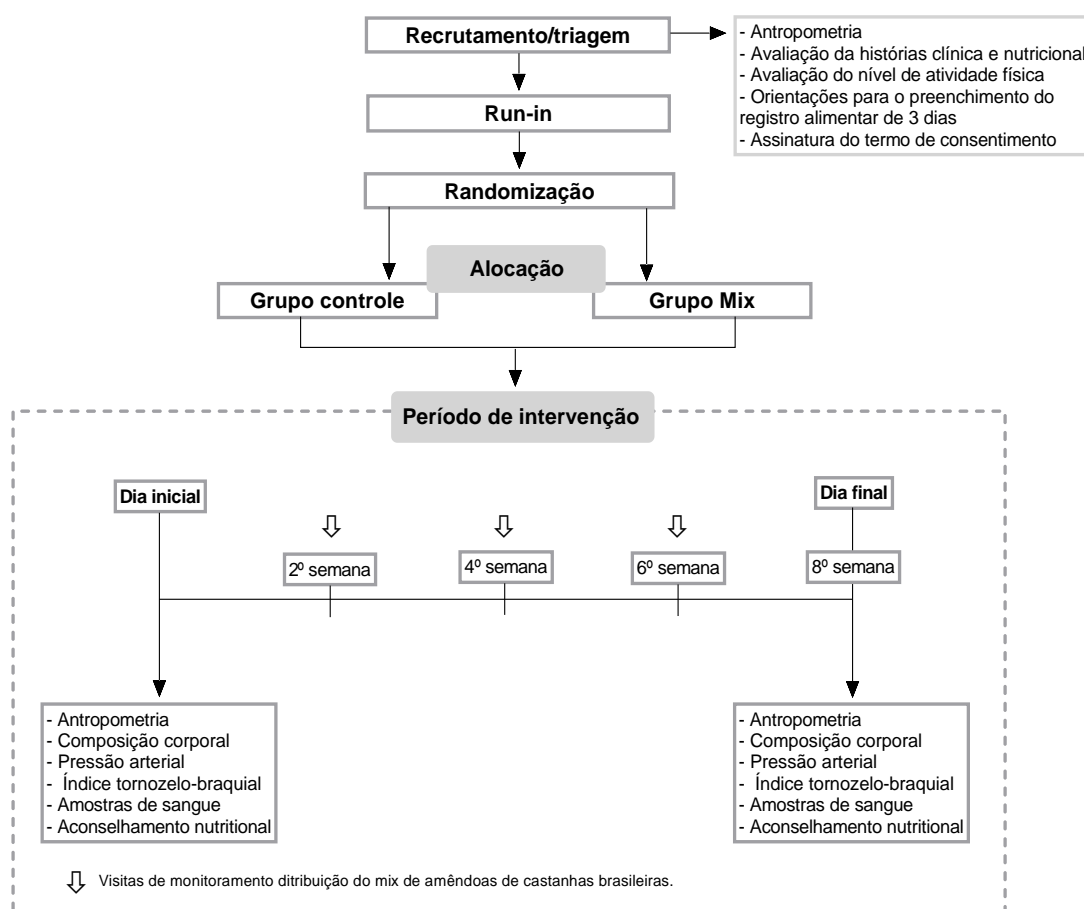 Recrutamento/triagem
- Antropometria
- Avaliação da histórias clínica e nutricional
- Avaliação do nível de atividade física
- Orientações para o preenchimento do
registro alimentar de 3 dias
- Assinatura do termo de consentimento
Run-in
Randomização
Alocação
Grupo controle
Grupo Mix
Período de intervenção
Dia inicial
Dia final
2º semana
4º semana
6º semana
8º semana
- Antropometria
- Composição corporal
- Pressão arterial
- Índice tornozelo-braquial
- Amostras de sangue
- Aconselhamento nutritional
- Antropometria
- Composição corporal
- Pressão arterial
- Índice tornozelo-braquial
- Amostras de sangue
- Aconselhamento nutritional
Visitas de monitoramento ditribuição do mix de amêndoas de castanhas brasileiras.